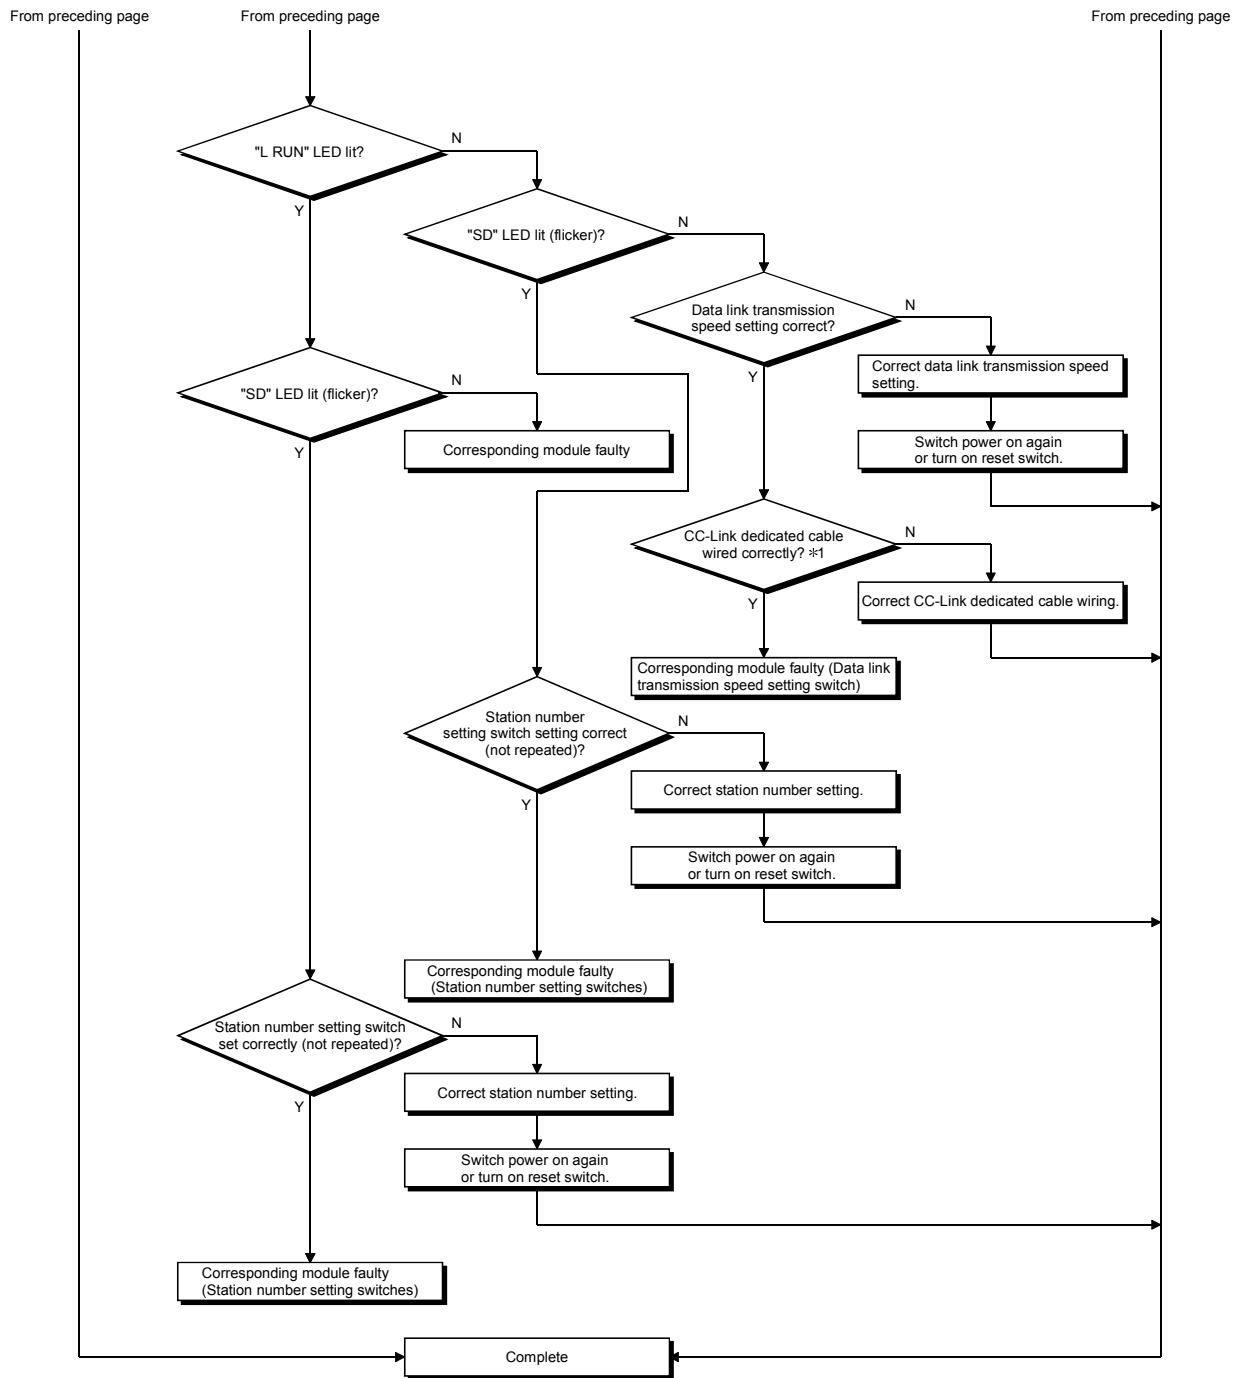 From preceding page
From preceding page
From preceding page
"L RUN" LED lit?
N
Y
"SD" LED lit (flicker)?
N
Y
Data link transmission
speed setting correct?
N
Y
Correct data link transmission speed
setting.
Switch power on again
or turn on reset switch.
"SD" LED lit (flicker)?
N
Y
Corresponding module faulty
CC-Link dedicated cable
wired correctly? *1
N
Y
Correct CC-Link dedicated cable wiring.
Corresponding module faulty (Data link
transmission speed setting switch)
Station number
setting switch setting correct
(not repeated)?
N
Y
Correct station number setting.
Switch power on again
or turn on reset switch.
Corresponding module faulty
(Station number setting switches)
Station number setting switch
set correctly (not repeated)?
N
Y
Correct station number setting.
Switch power on again
or turn on reset switch.
Corresponding module faulty
(Station number setting switches)
Complete